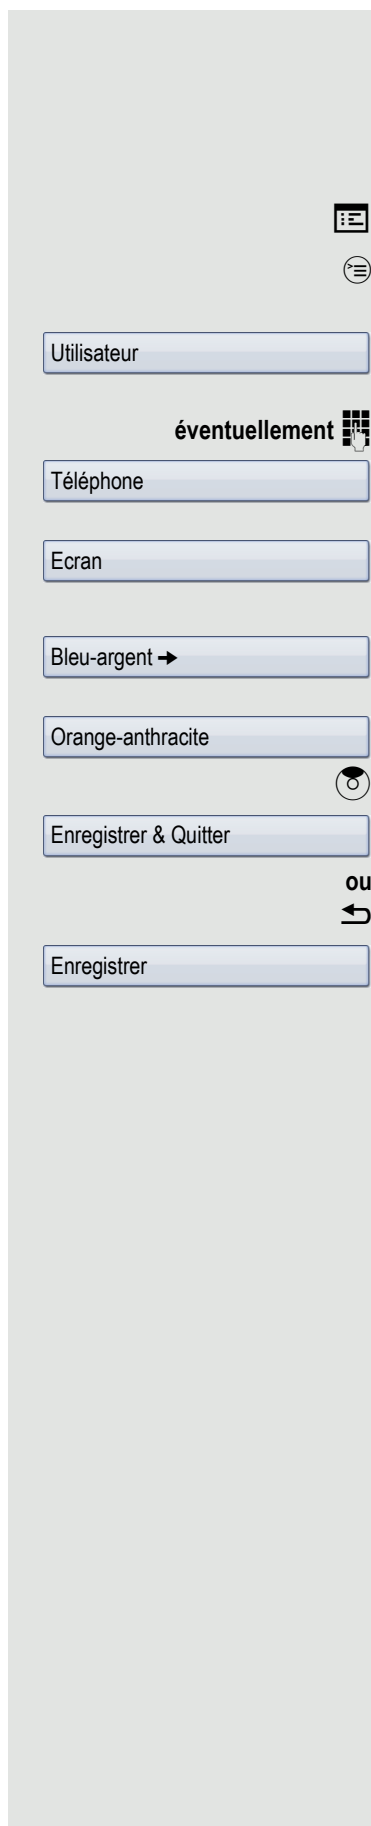 Utilisateur
éventuellement
Téléphone
Ecran
Bleu-argent →
Orange-anthracite
Enregistrer & Quitter
ou
Enregistrer